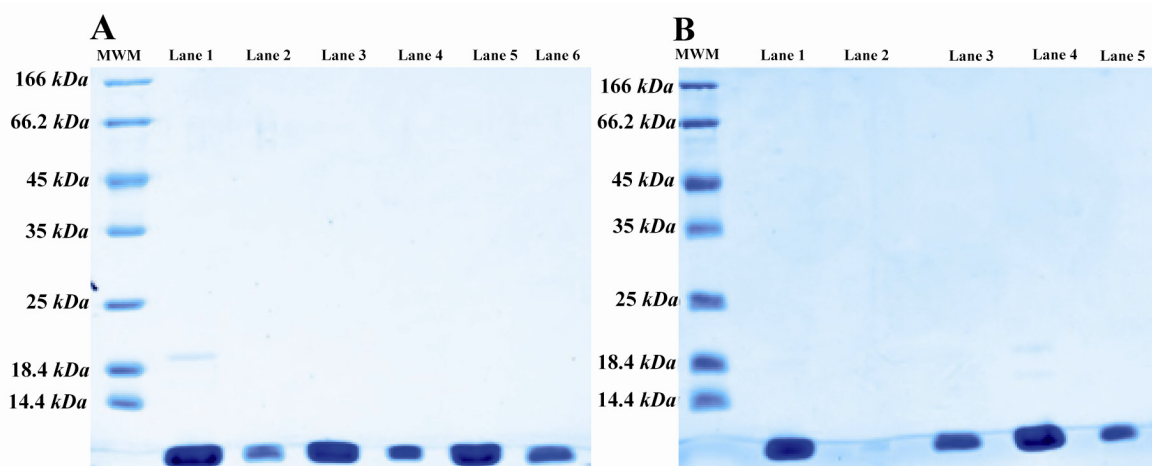 A
MWM Lane 1 Lane 2 Lane 3 Lane 4 Lane 5 Lane 6
166 kDa
66.2 kDa
45 kDa
35 kDa
25 kDa
18.4 kDa
14.4 kDa
B
MWM Lane 1 Lane 2 Lane 3 Lane 4 Lane 5
166 kDa
66.2 kDa
45 kDa
35 kDa
25 kDa
18.4 kDa
14.4 kDa